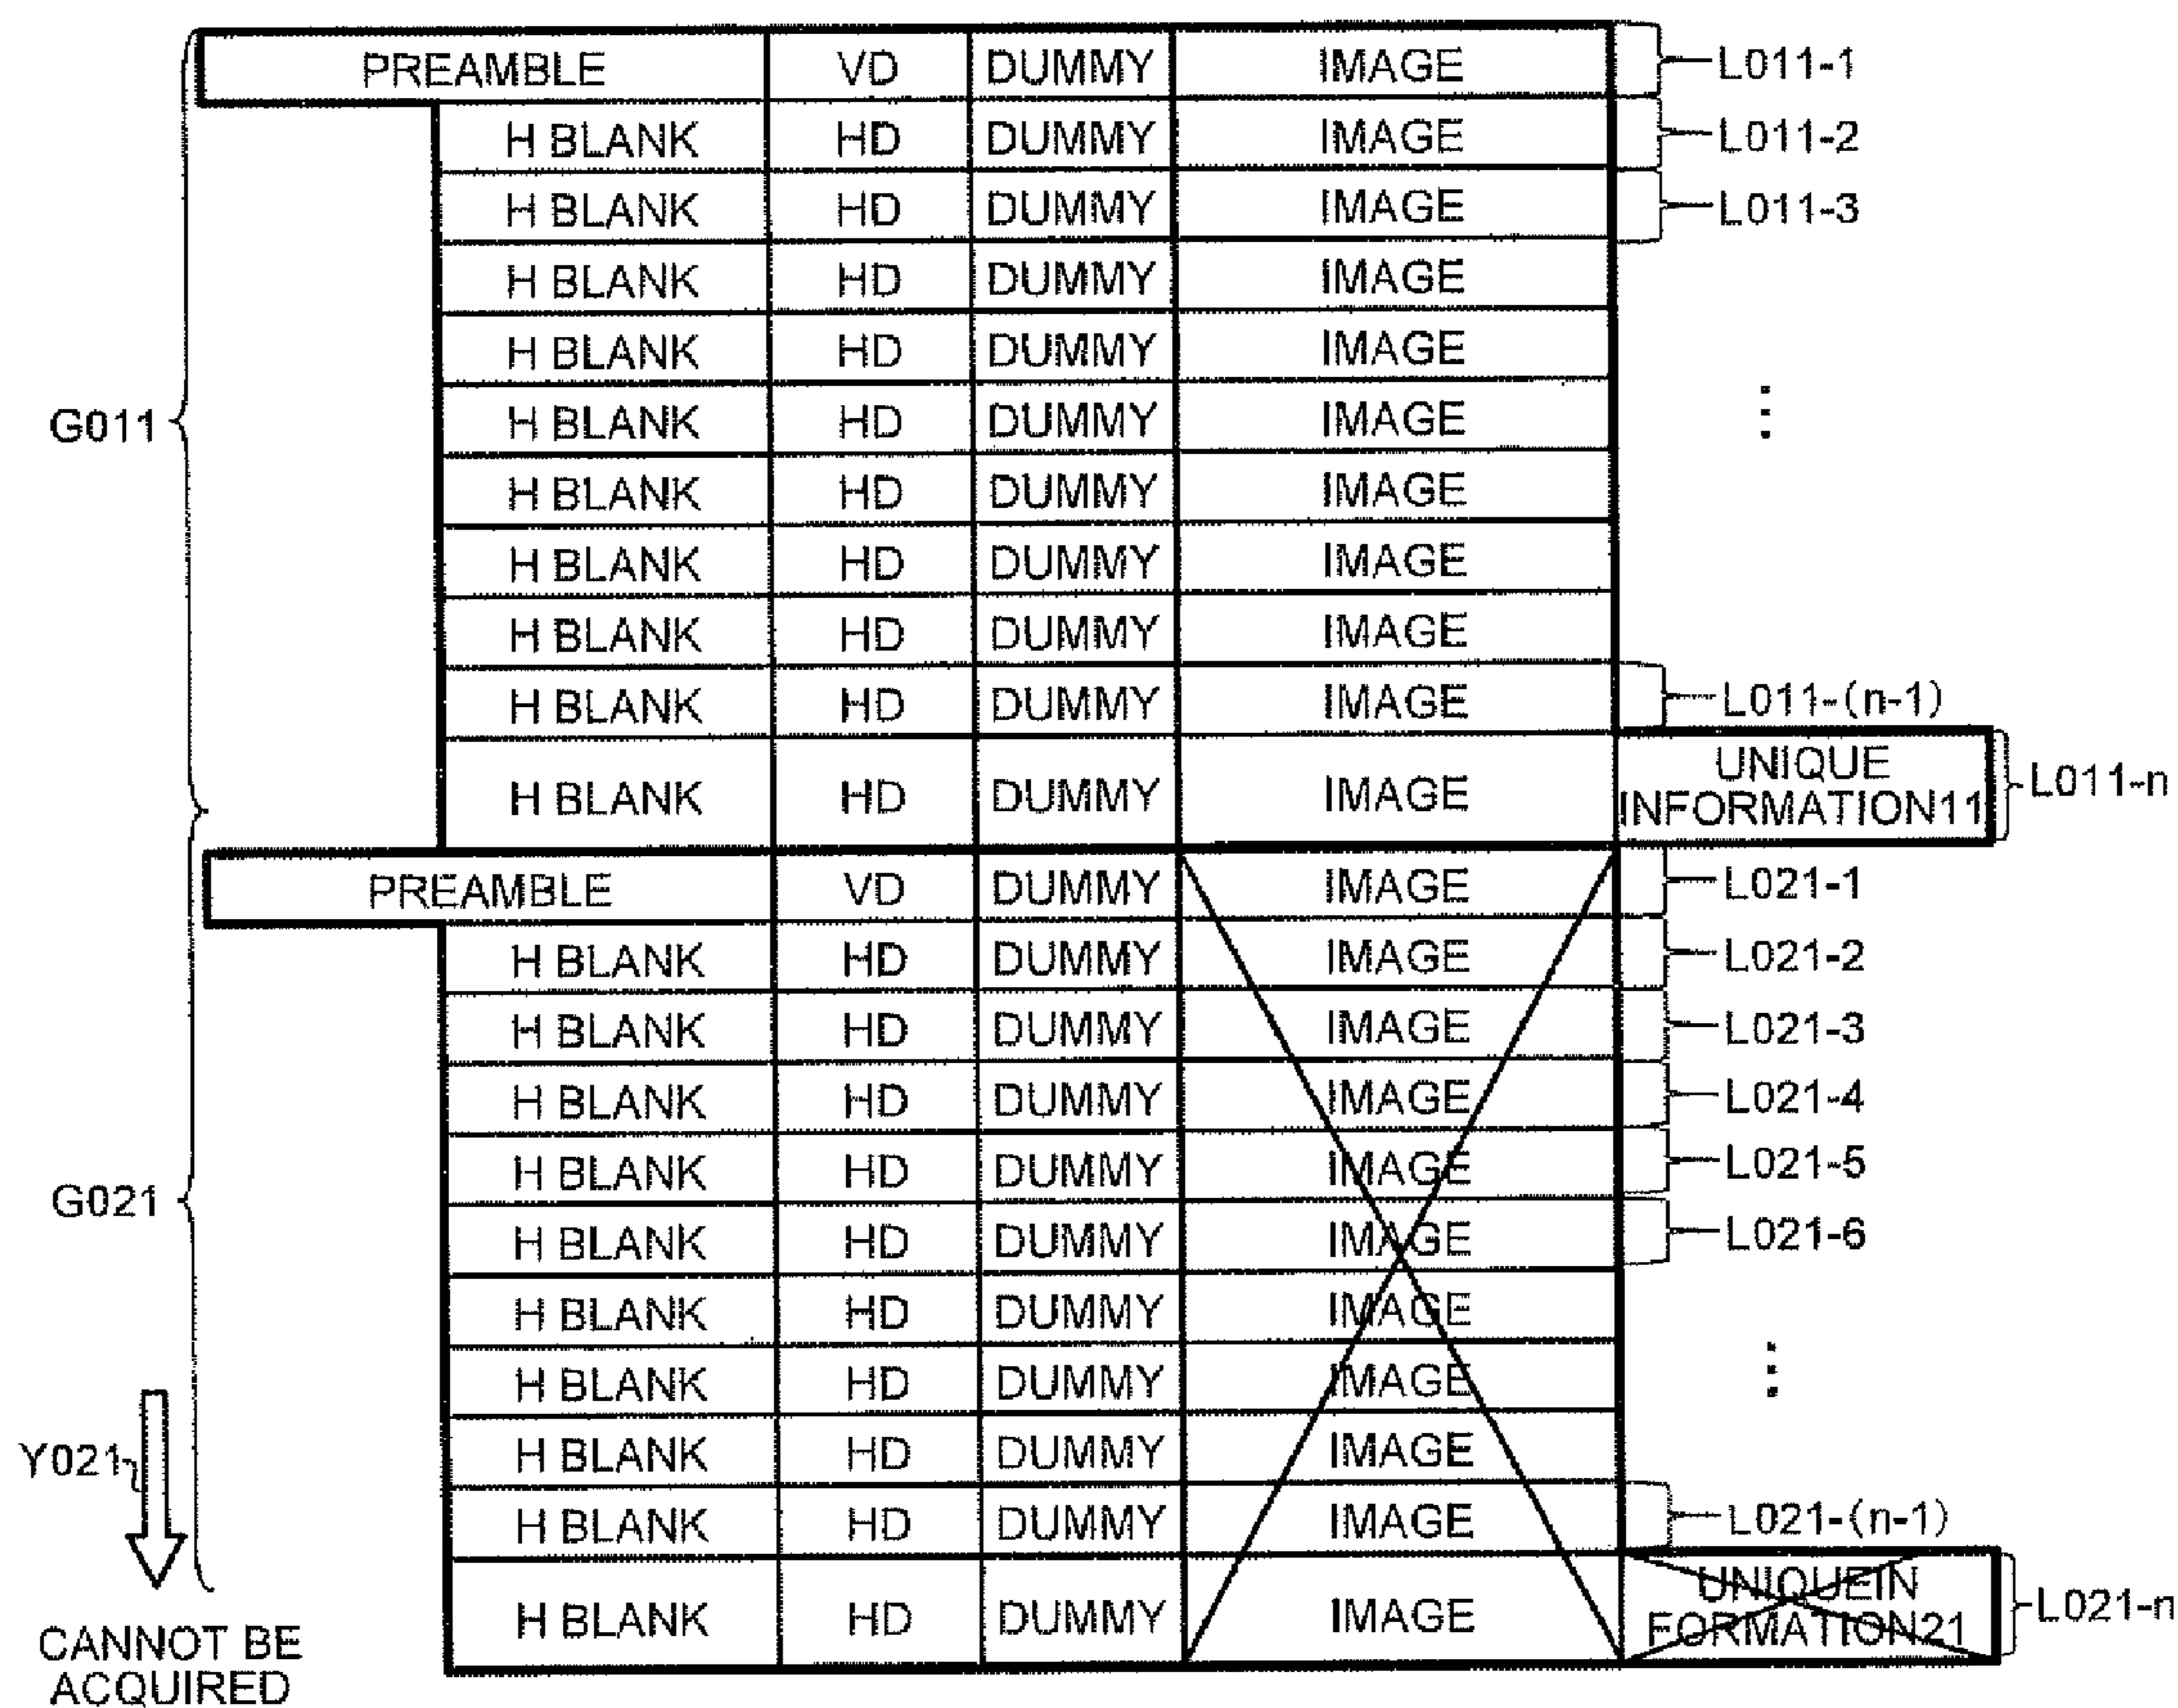 PREAMBLE VD DUMMY IMAGE L011-1
H BLANK HD DUMMY IMAGE L011-2
H BLANK HD DUMMY IMAGE L011-3
H BLANK HD DUMMY IMAGE
H BLANK HD DUMMY IMAGE
G011 H BLANK HD DUMMY IMAGE ⋮
H BLANK HD DUMMY IMAGE
H BLANK HD DUMMY IMAGE
H BLANK HD DUMMY IMAGE
H BLANK HD DUMMY IMAGE L011-(n-1)
H BLANK HD DUMMY IMAGE UNIQUE
INFORMATION11 L011-n
PREAMBLE VD DUMMY IMAGE L021-1
H BLANK HD DUMMY IMAGE L021-2
H BLANK HD DUMMY IMAGE L021-3
H BLANK HD DUMMY IMAGE L021-4
H BLANK HD DUMMY IMAGE L021-5
G021 H BLANK HD DUMMY IMAGE L021-6
H BLANK HD DUMMY IMAGE
H BLANK HD DUMMY IMAGE ⋮
Y021 H BLANK HD DUMMY IMAGE
H BLANK HD DUMMY IMAGE L021-(n-1)
H BLANK HD DUMMY IMAGE UNIQUEIN
FORMATION21 L021-n
CANNOT BE
ACQUIRED